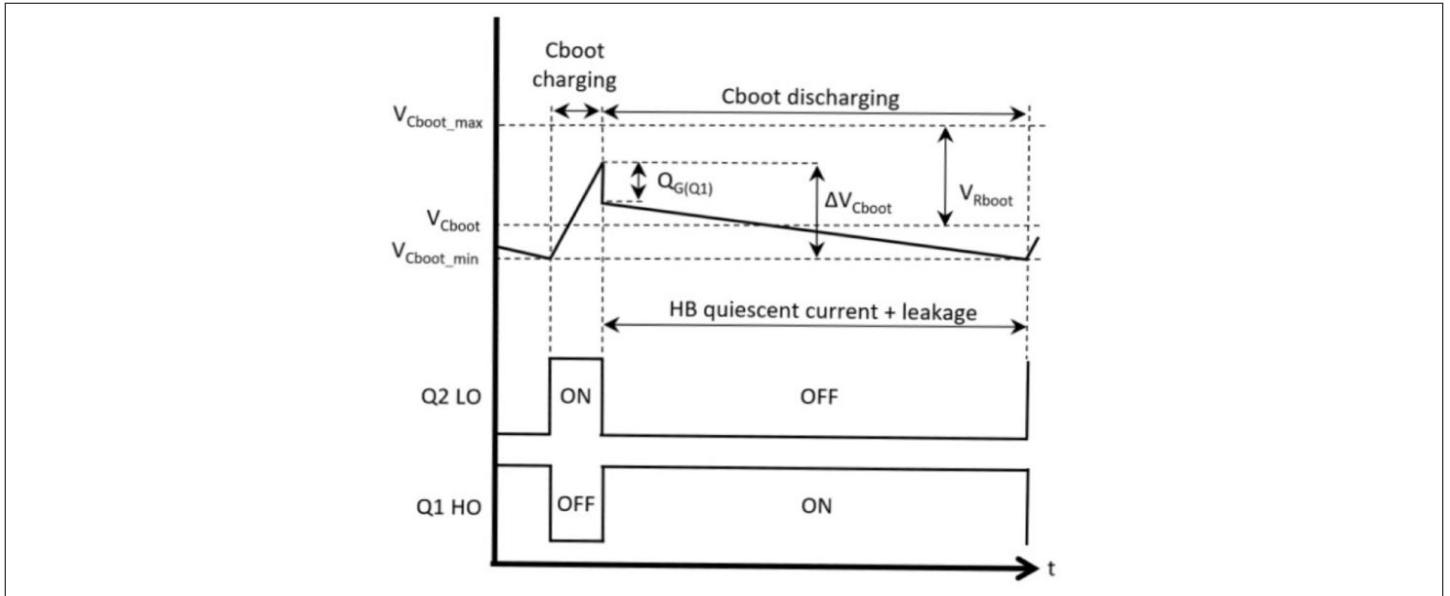 Cboot
charging
Cboot discharging
VCboot_max
QG(Q1)
ΔVCboot
VRboot
VCboot
VCboot_min
HB quiescent current + leakage
Q2 LO
ON
OFF
Q1 HO
OFF
ON
t